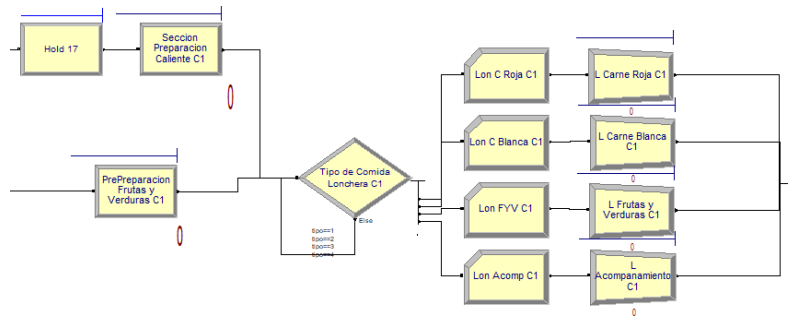 Hold 17
Seccion
Preparacion
Caliente C1
0
PrePreparacion
Frutas y
Verduras C1
0
Tipo de Comida
Lonchera C1
Else
tipo==1
tipo==2
tipo==3
tipo==4
Lon C Roja C1
L Carne Roja C1
0
Lon C Blanca C1
L Carne Blanca
C1
0
Lon FYV C1
L Frutas y
Verduras C1
0
Lon Acomp C1
L
Acompanamiento
C1
0